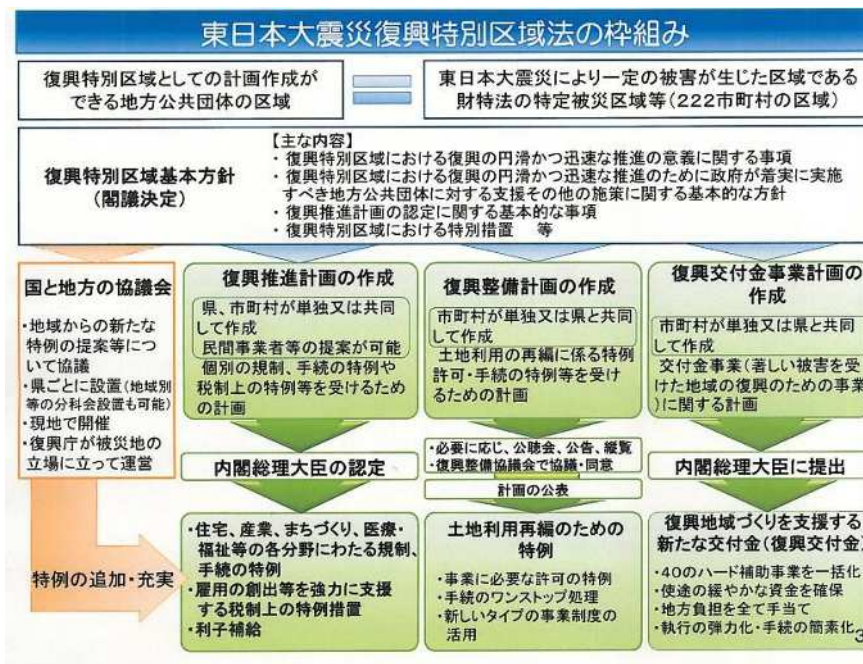 東日本大震災復興特別区域法の枠組み
復興特別区域としての計画作成が
できる地方公共団体の区域
東日本大震災により一定の被害が生じた区域である
財特法の特定被災区域等(222市町村の区域)
復興特別区域基本方針
(閣議決定)
【主な内容】
・復興特別区域における復興の円滑かつ迅速な推進の意義に関する事項
・復興特別区域における復興の円滑かつ迅速な推進のために政府が着実に実施
すべき地方公共団体に対する支援その他の施策に関する基本的な方針
・復興推進計画の認定に関する基本的な事項
・復興特別区域における特別措置 等
国と地方の協議会
・地域からの新たな
特例の提案等につ
いて協議
・県ごとに設置(地域別
等の分科会設置も可能)
・現地で開催
・復興庁が被災地の
立場に立って運営
特例の追加・充実
復興推進計画の作成
県、市町村が単独又は共同
して作成
民間事業者等の提案が可能
個別の規制、手続の特例や
税制上の特例等を受けるため
の計画
内閣総理大臣の認定
・住宅、産業、まちづくり、医療・
福祉等の各分野にわたる規制、
手続の特例
・雇用の創出等を強力に支援
する税制上の特例措置
・利子補給
復興整備計画の作成
市町村が単独又は県と共同
して作成
土地利用の再編に係る特例
許可・手続の特例等を受け
るための計画
・必要に応じ、公聴会、公告、縦覧
・復興整備協議会で協議・同意
計画の公表
土地利用再編のための
特例
・事業に必要な許可の特例
・手続のワンストップ処理
・新しいタイプの事業制度の
活用
復興交付金事業計画の
作成
市町村が単独又は県と共同
して作成
交付金事業(著しい被害を受
けた地域の復興のための事業
)に関する計画
内閣総理大臣に提出
復興地域づくりを支援する
新たな交付金(復興交付金)
・40のハード補助事業を一括化
・使途の緩やかな資金を確保
・地方負担を全て手当て
・執行の弾力化・手続の簡素化
3